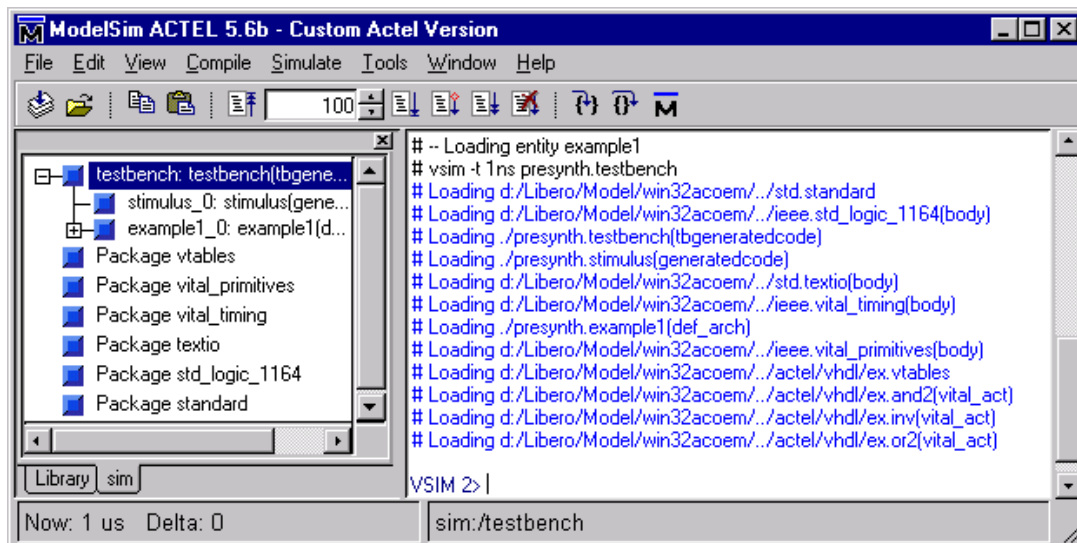 ModelSim ACTEL 5.6b - Custom Actel Version
File Edit View Compile Simulate Tools Window Help
100
testbench: testbench(tbgene...
stimulus_0: stimulus(gene...
example1_0: example1(d...
Package vtables
Package vital_primitives
Package vital_timing
Package textio
Package std_logic_1164
Package standard
Library sim
# -- Loading entity example1
# vsim -t 1ns presynth.testbench
# Loading d:/Libero/Model/win32acoem/../std.standard
# Loading d:/Libero/Model/win32acoem/../ieee.std_logic_1164(body)
# Loading ./presynth.testbench(tbgeneratedcode)
# Loading ./presynth.stimulus(generatedcode)
# Loading d:/Libero/Model/win32acoem/../std.textio(body)
# Loading d:/Libero/Model/win32acoem/../ieee.vital_timing(body)
# Loading ./presynth.example1(def_arch)
# Loading d:/Libero/Model/win32acoem/../ieee.vital_primitives(body)
# Loading d:/Libero/Model/win32acoem/../actel/vhdl/ex.vtables
# Loading d:/Libero/Model/win32acoem/../actel/vhdl/ex.and2(vital_act)
# Loading d:/Libero/Model/win32acoem/../actel/vhdl/ex.inv(vital_act)
# Loading d:/Libero/Model/win32acoem/../actel/vhdl/ex.or2(vital_act)
VSIM 2>
Now: 1 us Delta: 0
sim:/testbench